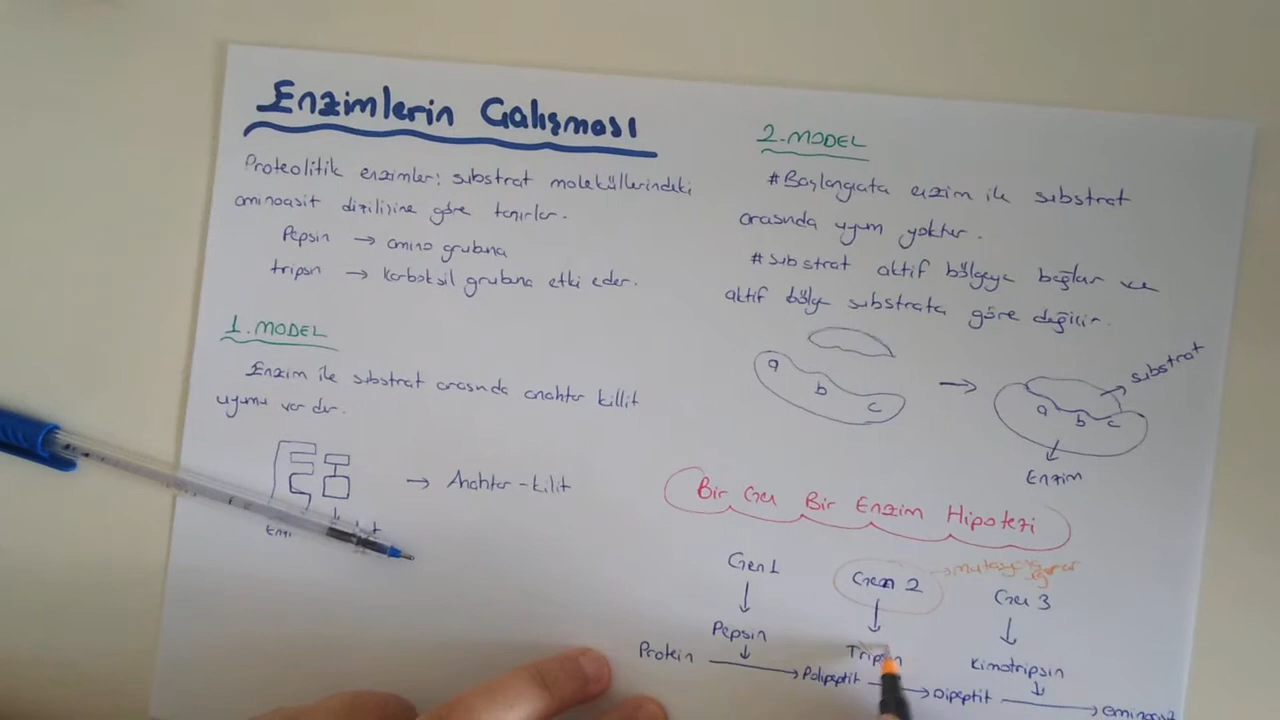 Enzimlerin Çalışması
Proteolitik enzimler; substrat moleküllerindeki
aminoasit dizilişine göre tanırlar.
Pepsin → amino grubuna
tripsin → karboksil grubuna etki eder.
1. MODEL
Enzim ile substrat arasında anahtar killit
uyumu vardır.
→ Anahtar-kilit
Enzi
2. MODEL
#Başlangıçta enzim ile substrat
arasında uyum yoktur.
#substrat aktif bölgeye bağlar ve
aktif bölge substrata göre değişir.
a b c
→
a b c
substrat
Enzim
Bir Gen Bir Enzim Hipotezi
Gen 1
Gen 2
Gen 3
Pepsin
Tripsin
Kimotripsin
Protein → Polipeptit → Dipeptit →